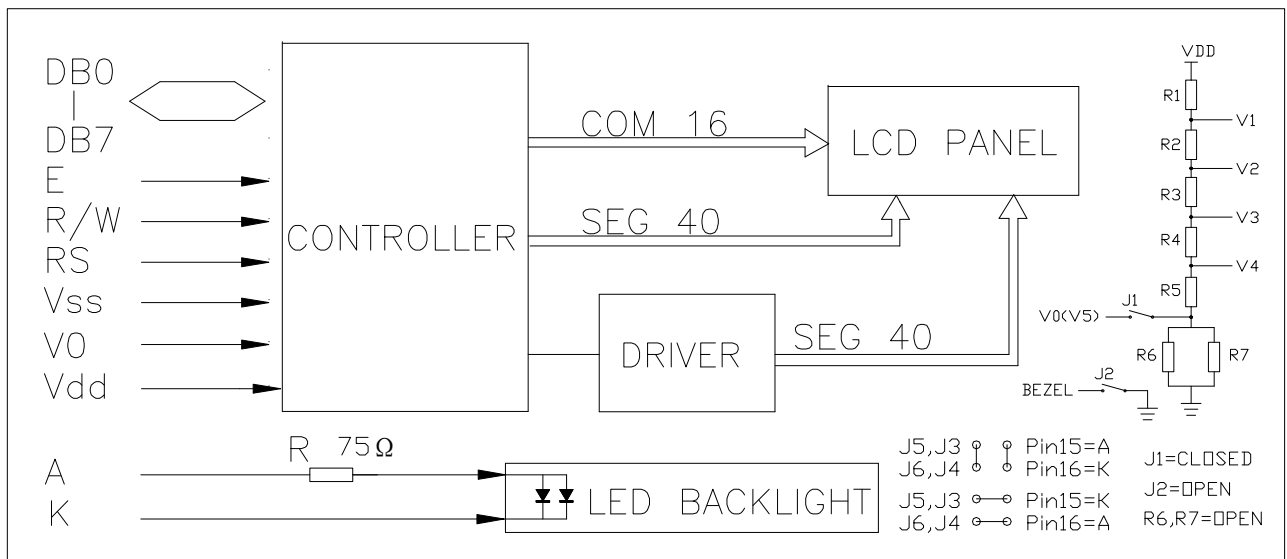 DB0
|
DB7
E
R/W
RS
Vss
V0
Vdd
CONTROLLER
COM 16
SEG 40
LCD PANEL
DRIVER
SEG 40
A
K
R 75Ω
LED BACKLIGHT
VDD
R1
V1
R2
V2
R3
V3
R4
V4
R5
V0(V5)
J1
R6
R7
BEZEL
J2
J5,J3 Pin15=A
J6,J4 Pin16=K
J5,J3 Pin15=K
J6,J4 Pin16=A
J1=CLOSED
J2=OPEN
R6,R7=OPEN